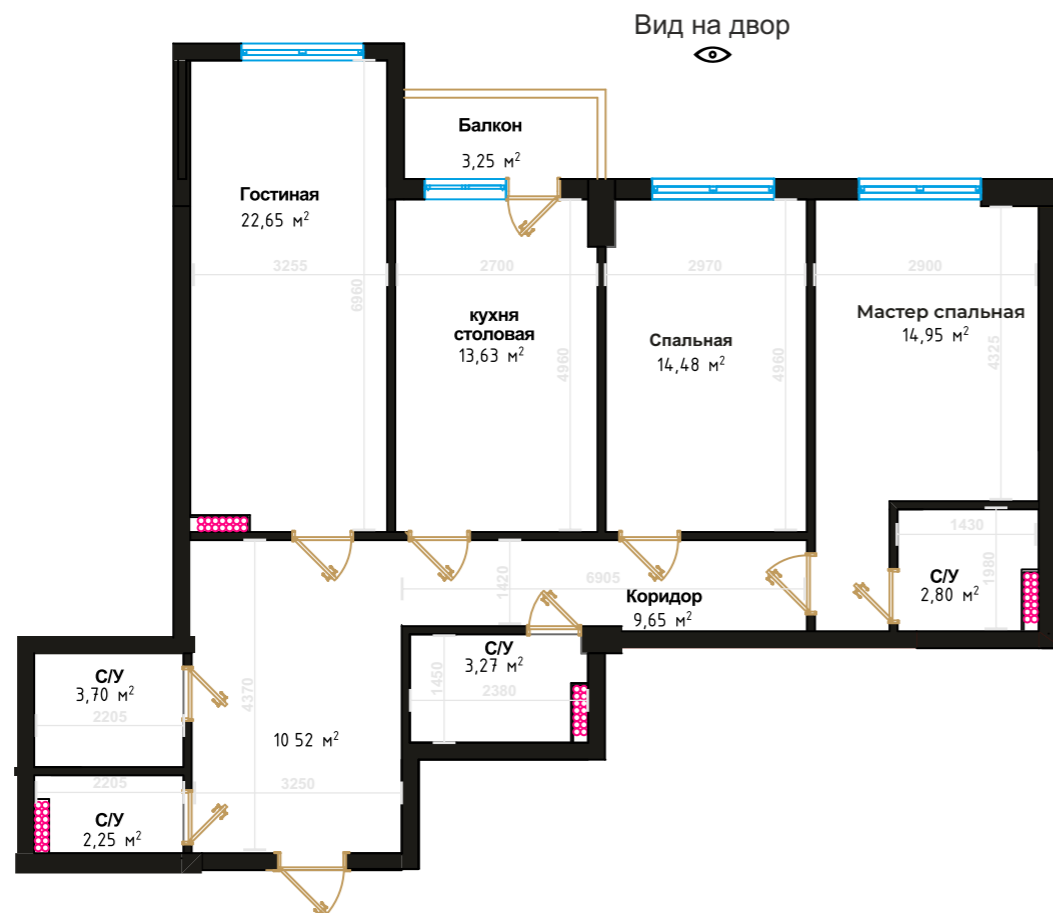 Вид на двор
Балкон
3,25 м²
Гостиная
22,65 м²
3255
6960
2700
2970
2900
кухня
столовая
13,63 м²
4960
Спальная
14,48 м²
4960
Мастер спальная
14,95 м²
4325
1430
С/У
2,80 м²
1980
1420
6905
Коридор
9,65 м²
С/У
3,27 м²
1450
2380
С/У
3,70 м²
2205
4370
10 52 м²
3250
2205
С/У
2,25 м²